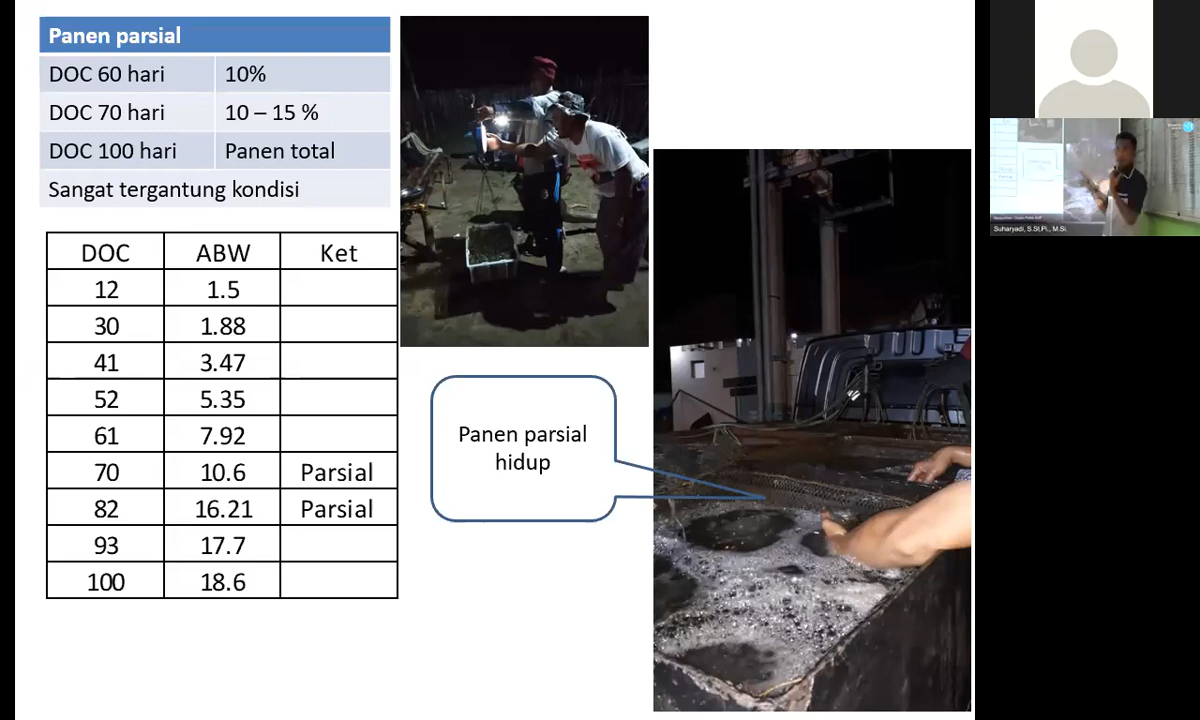 Panen parsial
DOC 60 hari 10%
DOC 70 hari 10 – 15 %
DOC 100 hari Panen total
Sangat tergantung kondisi
DOC ABW Ket
12 1.5
30 1.88
41 3.47
52 5.35
61 7.92
70 10.6 Parsial
82 16.21 Parsial
93 17.7
100 18.6
Panen parsial
hidup
Suharyadi, S.St.Pi., M.Si.